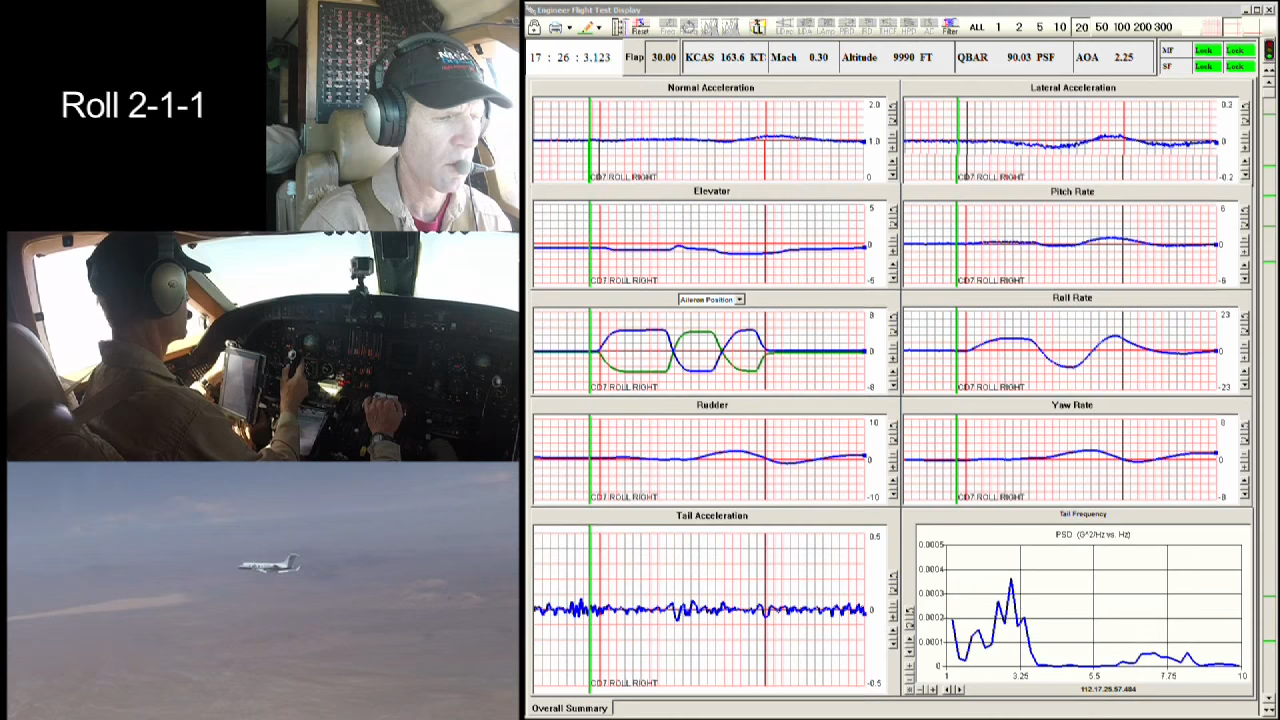 Roll 2-1-1
Engineer Flight Test Display
Reset
Filter
ALL 1 2 5 10 20 50 100 200 300
17 : 26 : 3.123 Flap 30.00 KCAS 163.6 KT Mach 0.30 Altitude 9990 FT QBAR 90.03 PSF AOA 2.25
MF Lock Lock
SF Lock Lock
Normal Acceleration
2.0
1.0
0
CD7 ROLL RIGHT
Lateral Acceleration
0.2
0
-0.2
CD7 ROLL RIGHT
Elevator
5
0
-5
CD7 ROLL RIGHT
Pitch Rate
6
0
-6
CD7 ROLL RIGHT
Aileron Position
8
0
-8
CD7 ROLL RIGHT
Roll Rate
23
0
-23
CD7 ROLL RIGHT
Rudder
10
0
-10
CD7 ROLL RIGHT
Yaw Rate
8
0
-8
CD7 ROLL RIGHT
Tail Acceleration
0.5
0
-0.5
CD7 ROLL RIGHT
Tail Frequency
PSD (G^2/Hz vs. Hz)
0.0005
0.0004
0.0003
0.0002
0.0001
0
1 3.25 5.5 7.75 10
112.17.25.57.484
Overall Summary